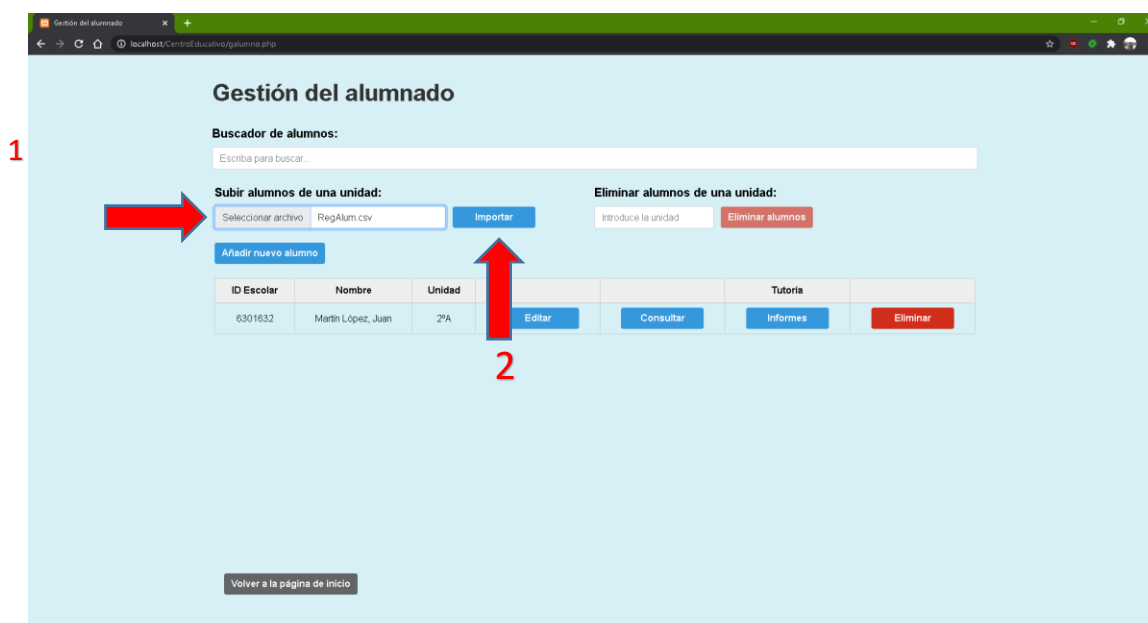 Gestión del alumnado
localhost/CentroEducativo/galumno.php
Gestión del alumnado
Buscador de alumnos:
1
Escriba para buscar...
Subir alumnos de una unidad: Eliminar alumnos de una unidad:
Seleccionar archivo RegAlum.csv Importar Introduce la unidad Eliminar alumnos
Añadir nuevo alumno
ID Escolar Nombre Unidad Tutoría
6301632 Martín López, Juan 2ºA Editar Consultar Informes Eliminar
2
Volver a la página de inicio